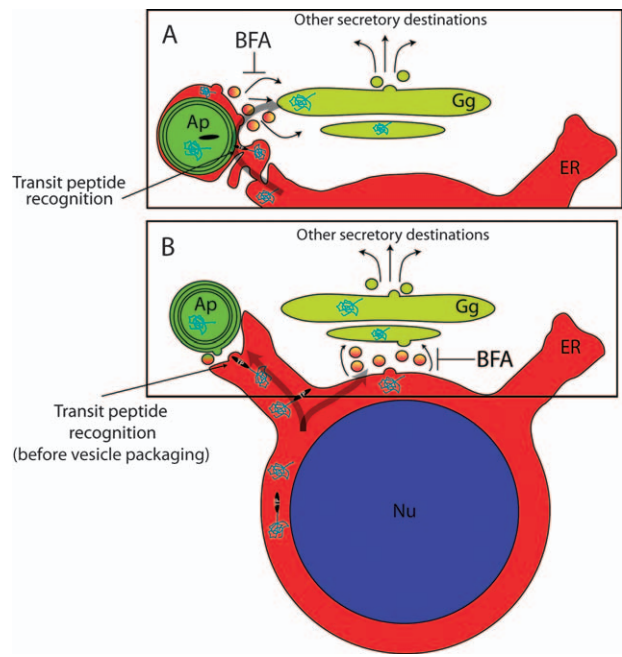 A
Other secretory destinations
BFA
Gg
Ap
ER
Transit peptide
recognition
B
Other secretory destinations
Ap
Gg
ER
BFA
Transit peptide
recognition
(before vesicle packaging)
Nu